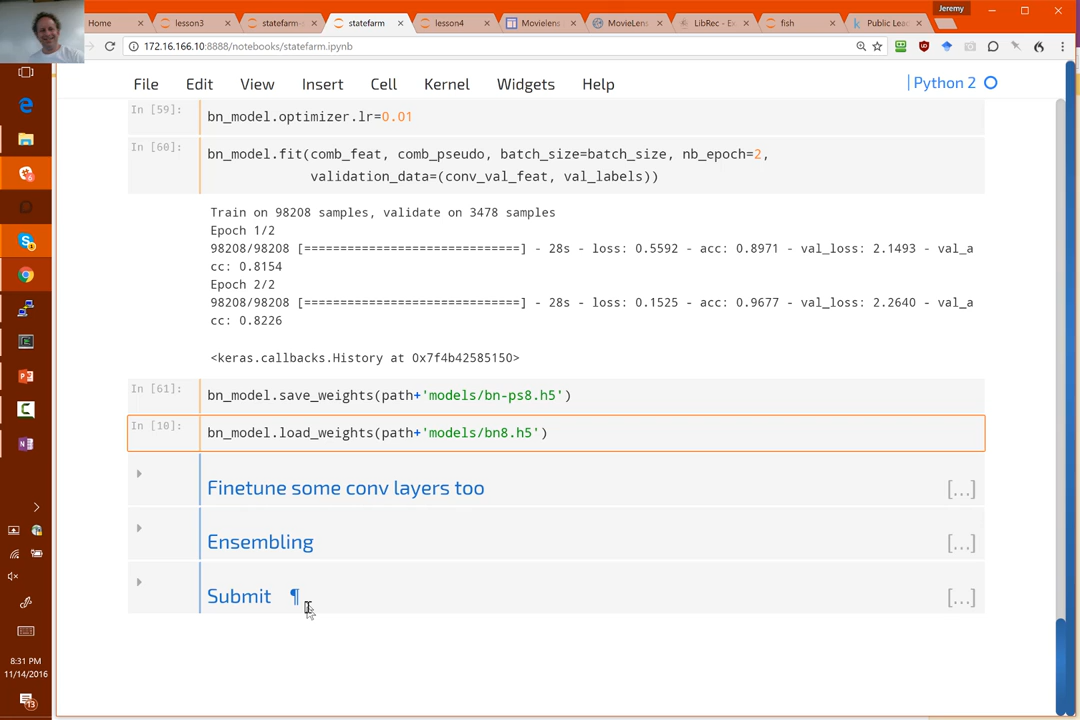 Jeremy
Home
lesson3
statefarm-s
statefarm
lesson4
Movielens
MovieLens
LibRec - Ex
fish
Public Lea
172.16.166.10:8888/notebooks/statefarm.ipynb
File Edit View Insert Cell Kernel Widgets Help
Python 2
In [59]:
bn_model.optimizer.lr=0.01
In [60]:
bn_model.fit(comb_feat, comb_pseudo, batch_size=batch_size, nb_epoch=2,
validation_data=(conv_val_feat, val_labels))
Train on 98208 samples, validate on 3478 samples
Epoch 1/2
98208/98208 [==============================] - 28s - loss: 0.5592 - acc: 0.8971 - val_loss: 2.1493 - val_a
cc: 0.8154
Epoch 2/2
98208/98208 [==============================] - 28s - loss: 0.1525 - acc: 0.9677 - val_loss: 2.2640 - val_a
cc: 0.8226
<keras.callbacks.History at 0x7f4b42585150>
In [61]:
bn_model.save_weights(path+'models/bn-ps8.h5')
In [10]:
bn_model.load_weights(path+'models/bn8.h5')
Finetune some conv layers too
[...]
Ensembling
[...]
Submit ¶
[...]
8:31 PM
11/14/2016
13